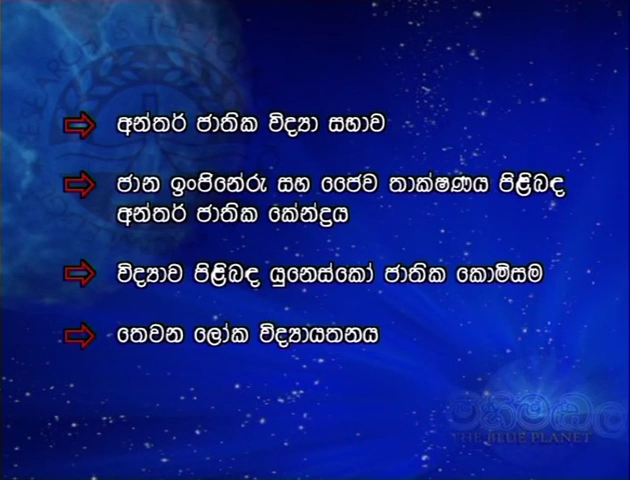 අන්තර් ජාතික විද්‍යා සභාව
ජාන ඉංජිනේරු සහ ජෛව තාක්ෂණය පිළිබඳ
අන්තර් ජාතික කේන්ද්‍රය
විද්‍යාව පිළිබඳ යුනෙස්කෝ ජාතික කොමිසම
තෙවන ලෝක විද්‍යායතනය
THE BLUE PLANET